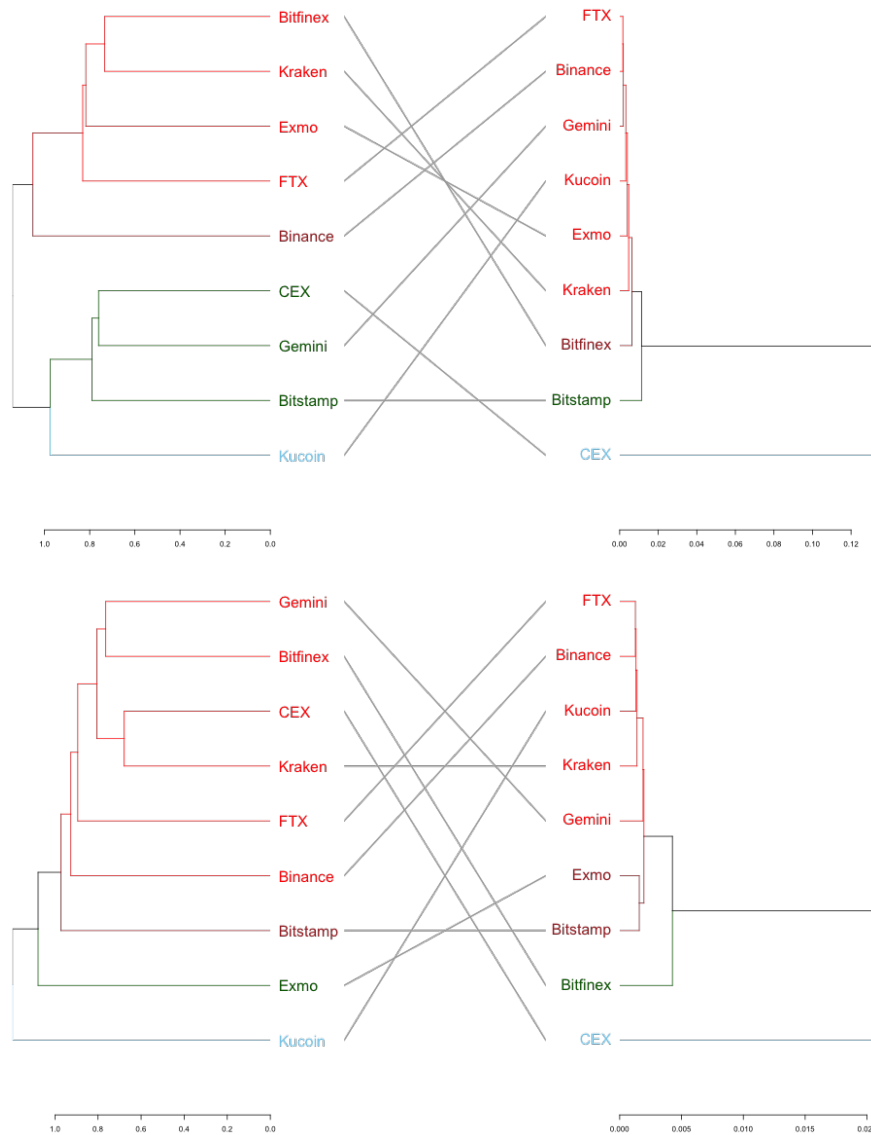 Bitfinex FTX
Kraken Binance
Exmo Gemini
FTX Kucoin
Binance Exmo
CEX Kraken
Gemini Bitfinex
Bitstamp Bitstamp
Kucoin CEX
1.0 0.8 0.6 0.4 0.2 0.0 0.00 0.02 0.04 0.06 0.08 0.10 0.12
Gemini FTX
Bitfinex Binance
CEX Kucoin
Kraken Kraken
FTX Gemini
Binance Exmo
Bitstamp Bitstamp
Exmo Bitfinex
Kucoin CEX
1.0 0.8 0.6 0.4 0.2 0.0 0.000 0.005 0.010 0.015 0.02